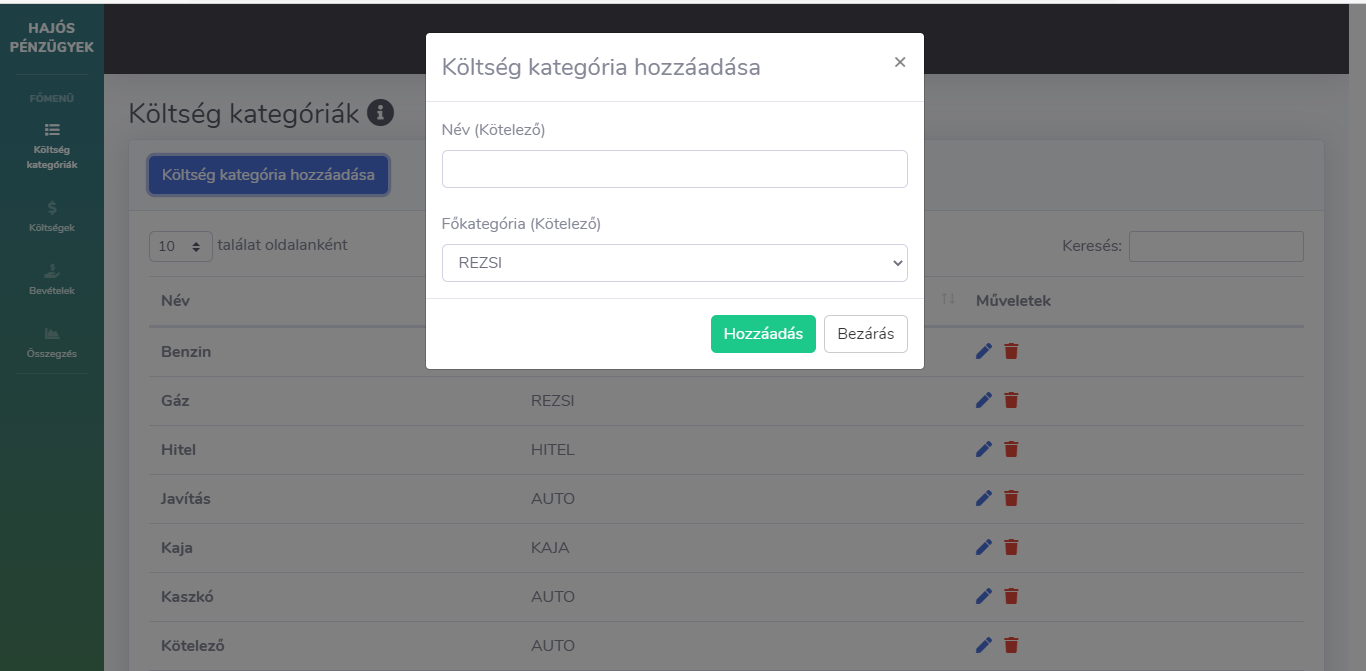 HAJÓS
PÉNZÜGYEK
FŐMENÜ
Költség
kategóriák
Költségek
Bevételek
Összegzés
Költség kategóriák
Költség kategória hozzáadása
10 találat oldalanként
Keresés:
Név
Műveletek
Benzin
Gáz REZSI
Hitel HITEL
Javítás AUTO
Kaja KAJA
Kaszkó AUTO
Kötelező AUTO
Költség kategória hozzáadása ×
Név (Kötelező)
Főkategória (Kötelező)
REZSI
Hozzáadás Bezárás